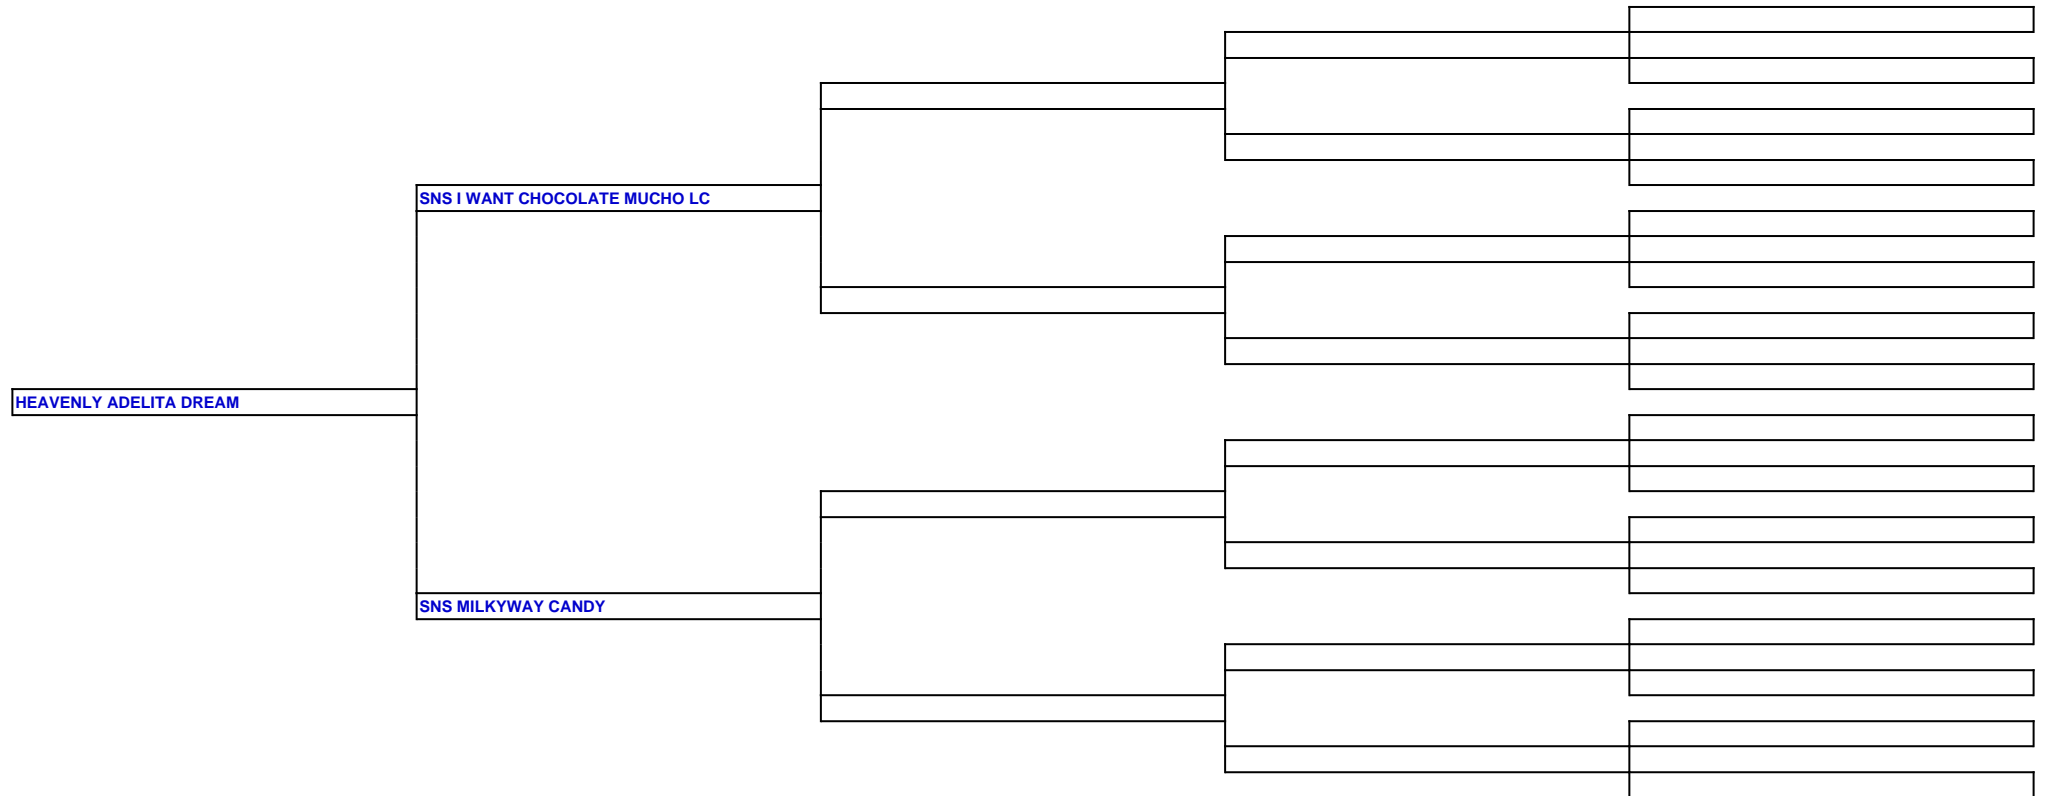 SNS I WANT CHOCOLATE MUCHO LC
HEAVENLY ADELITA DREAM
SNS MILKYWAY CANDY